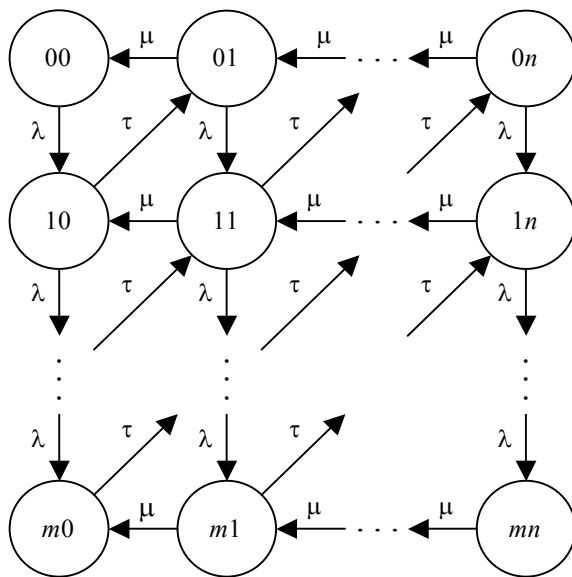 00 μ 01 μ . . . μ 0n
λ τ λ τ τ λ
10 μ 11 μ . . . μ 1n
λ τ λ τ τ λ
. . .
λ τ λ τ λ
m0 μ m1 μ . . . μ mn